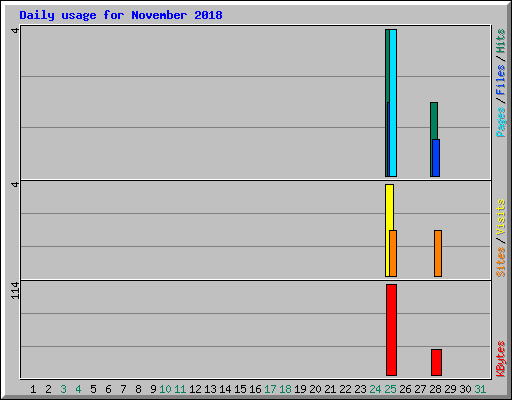 Daily usage for November 2018
4
Pages / Files / Hits
4
Sites / Visits
114
KBytes
1 2 3 4 5 6 7 8 9 10 11 12 13 14 15 16 17 18 19 20 21 22 23 24 25 26 27 28 29 30 31